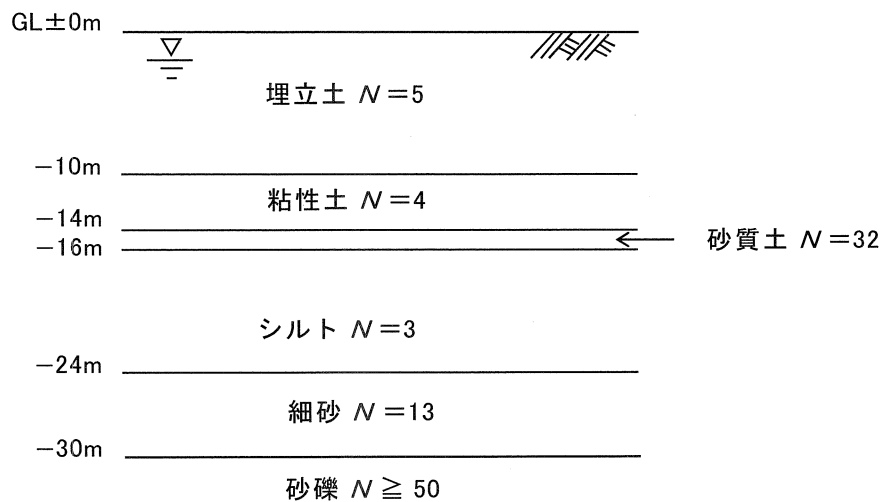 GL±0m
埋立土 N=5
-10m
粘性土 N=4
-14m
-16m
砂質土 N=32
シルト N=3
-24m
細砂 N=13
-30m
砂礫 N≧50